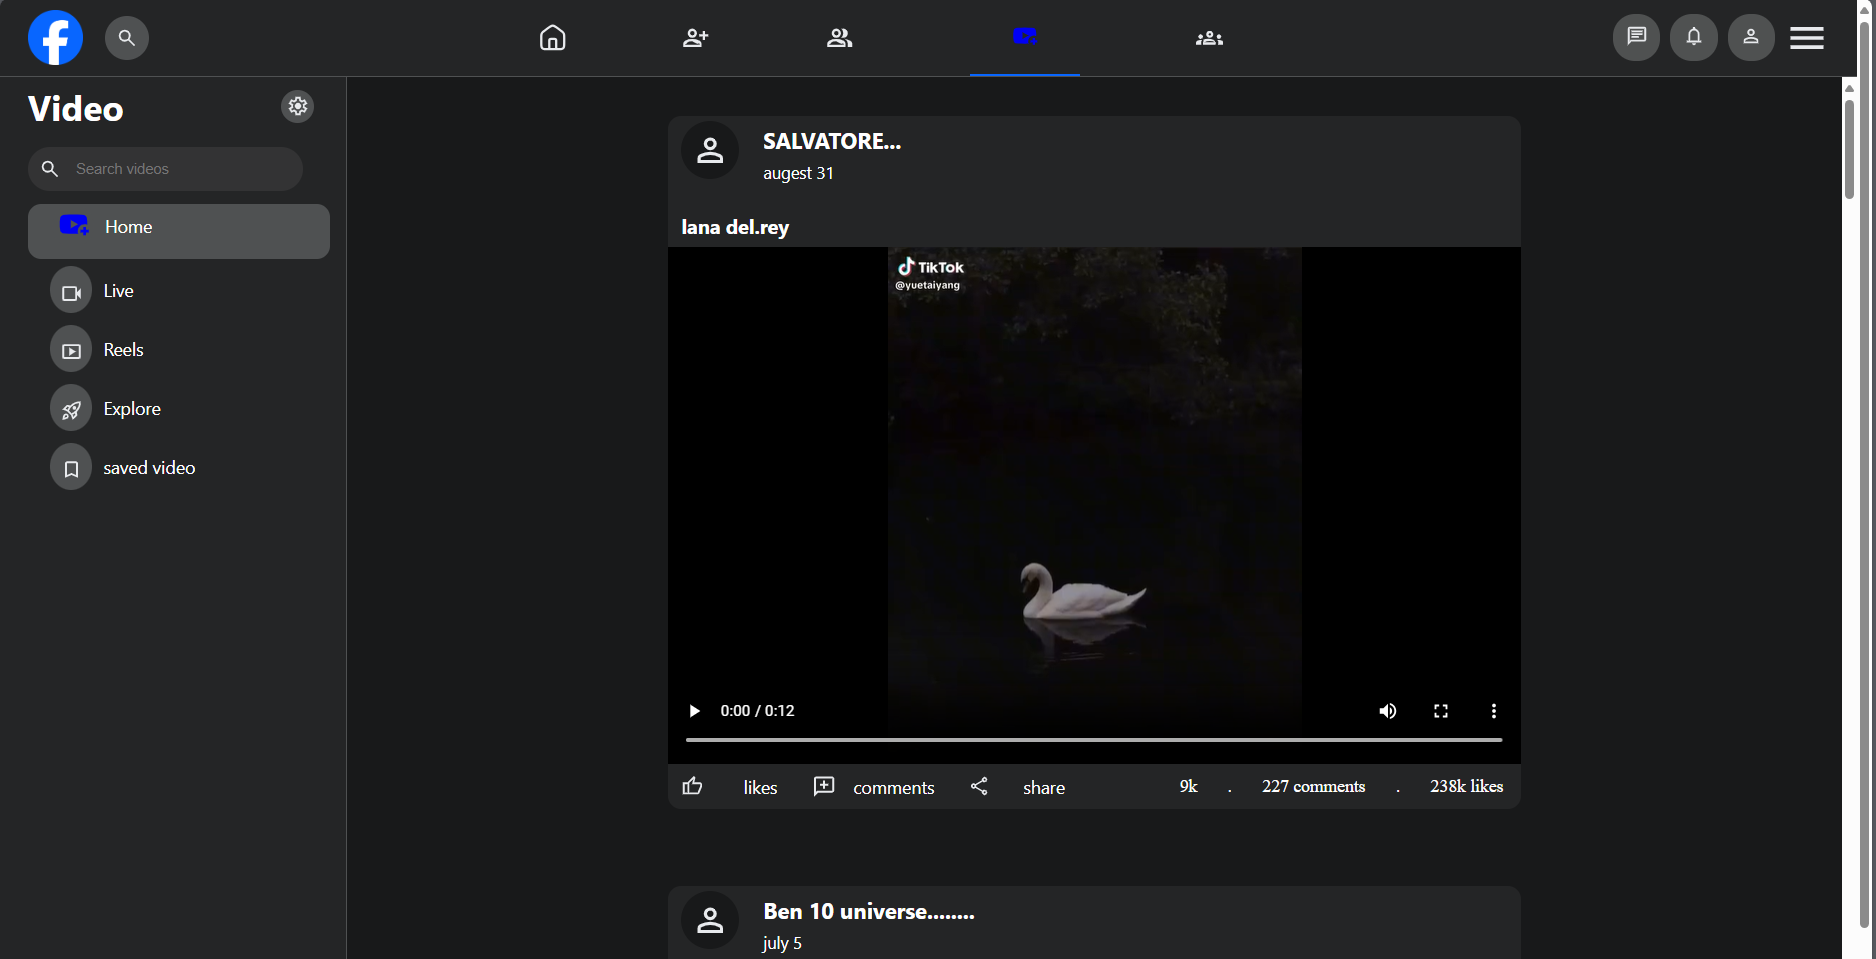 Video
Search videos
Home
Live
Reels
Explore
saved video
SALVATORE...
augest 31
lana del.rey
TikTok
@yuetaiyang
0:00 / 0:12
likes comments share 9k . 227 comments . 238k likes
Ben 10 universe........
july 5